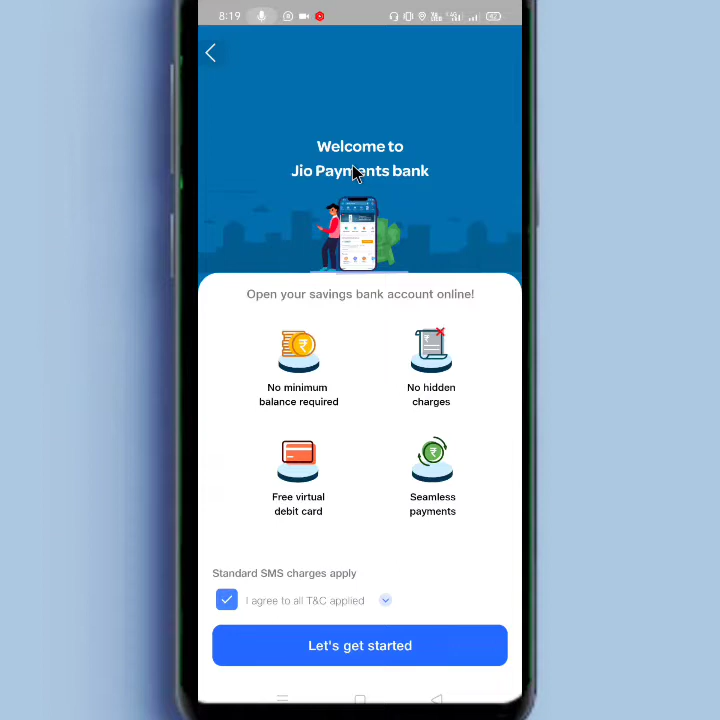 8:19
Welcome to
Jio Payments bank
Open your savings bank account online!
No minimum
balance required
No hidden
charges
Free virtual
debit card
Seamless
payments
Standard SMS charges apply
I agree to all T&C applied
Let's get started